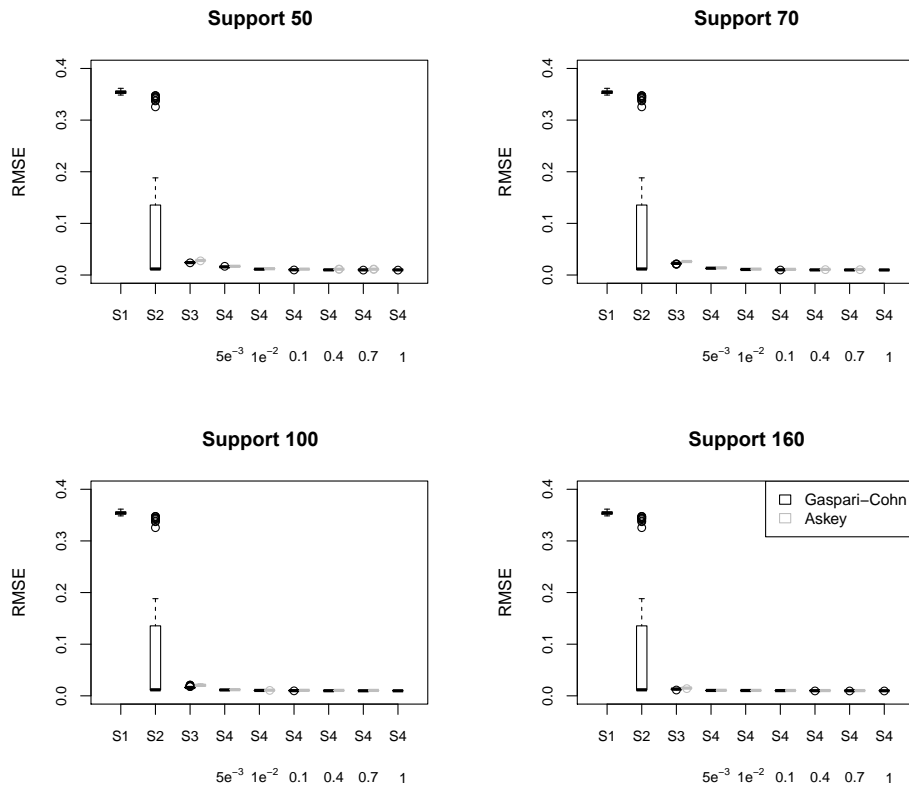 Support 50
RMSE
0.4
0.3
0.2
0.1
0.0
S1 S2 S3 S4 S4 S4 S4 S4 S4
5e⁻³ 1e⁻² 0.1 0.4 0.7 1
Support 70
RMSE
0.4
0.3
0.2
0.1
0.0
S1 S2 S3 S4 S4 S4 S4 S4 S4
5e⁻³ 1e⁻² 0.1 0.4 0.7 1
Support 100
RMSE
0.4
0.3
0.2
0.1
0.0
S1 S2 S3 S4 S4 S4 S4 S4 S4
5e⁻³ 1e⁻² 0.1 0.4 0.7 1
Support 160
RMSE
0.4
0.3
0.2
0.1
0.0
Gaspari−Cohn
Askey
S1 S2 S3 S4 S4 S4 S4 S4 S4
5e⁻³ 1e⁻² 0.1 0.4 0.7 1